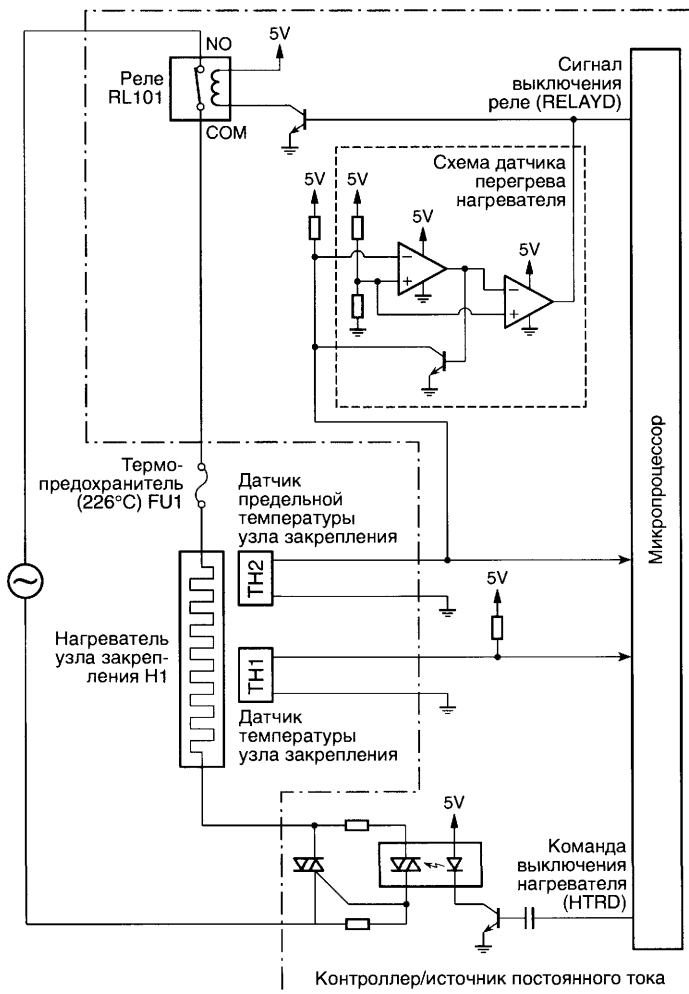 NO
5V
Реле
RL101
COM
Сигнал
выключения
реле (RELAYD)
Схема датчика
перегрева
нагревателя
5V
5V
5V
5V
−
+
−
+
Микропроцессор
Термо-
предохранитель
(226°C) FU1
Датчик
предельной
температуры
узла закрепления
TH2
5V
Нагреватель
узла закреп-
ления H1
TH1
Датчик
температуры
узла закрепления
5V
Команда
выключения
нагревателя
(HTRD)
Контроллер/источник постоянного тока